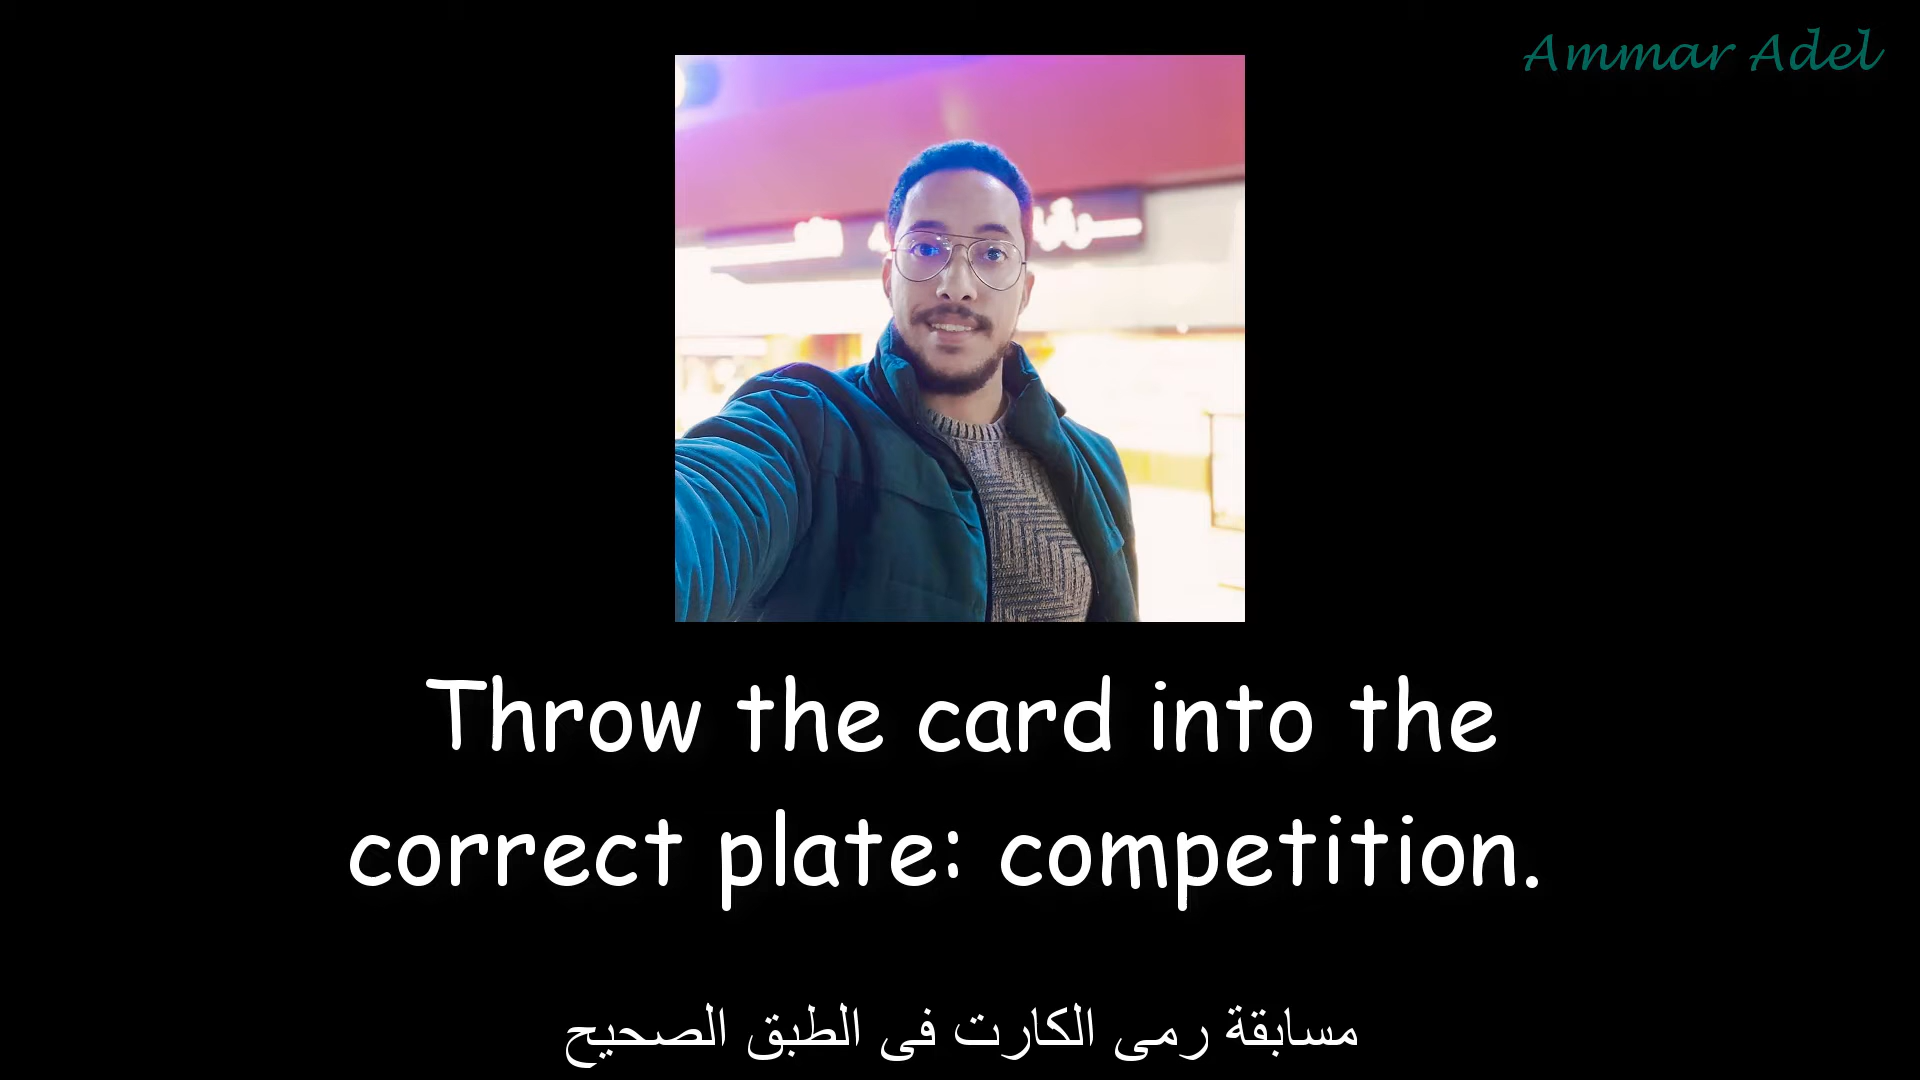 Ammar Adel
Throw the card into the
correct plate: competition.
مسابقة رمى الكارت فى الطبق الصحيح